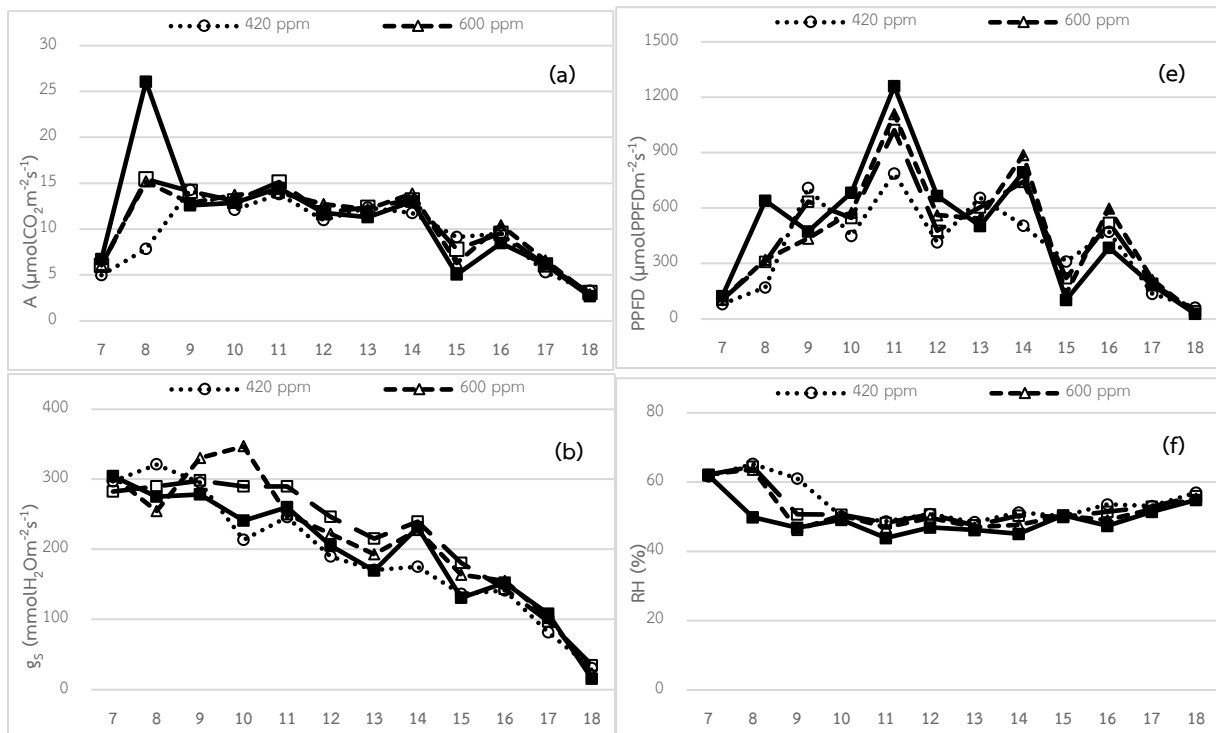 420 ppm 600 ppm
(a)
A (µmolCO2m-2s-1)
30
25
20
15
10
5
0
7 8 9 10 11 12 13 14 15 16 17 18
420 ppm 600 ppm
(e)
PPFD (µmolPPFDm-2s-1)
1500
1200
900
600
300
0
7 8 9 10 11 12 13 14 15 16 17 18
420 ppm 600 ppm
(b)
gS (mmolH2Om-2s-1)
400
300
200
100
0
7 8 9 10 11 12 13 14 15 16 17 18
420 ppm 600 ppm
(f)
RH (%)
80
60
40
20
0
7 8 9 10 11 12 13 14 15 16 17 18